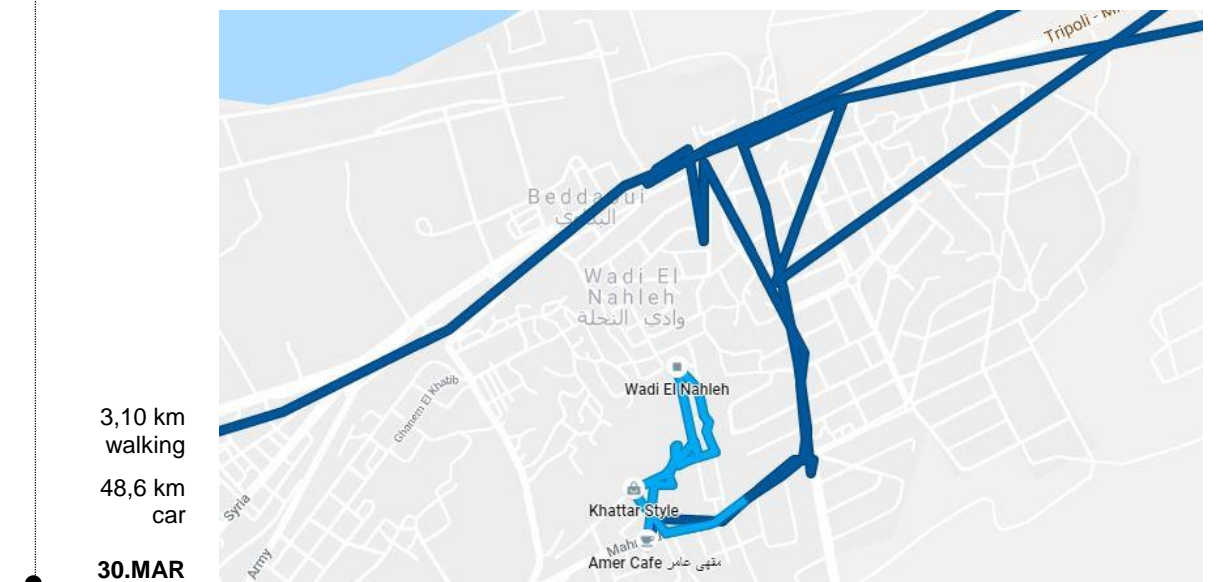 Tripoli -
Beddaoui
البداوي
Wadi El
Nahleh
وادي النحلة
Ghanem El Khatib
Wadi El Nahleh
3,10 km
walking
48,6 km
car
Syria
Khattar Style
Army
Amer Cafe مقهى عامر
30.MAR